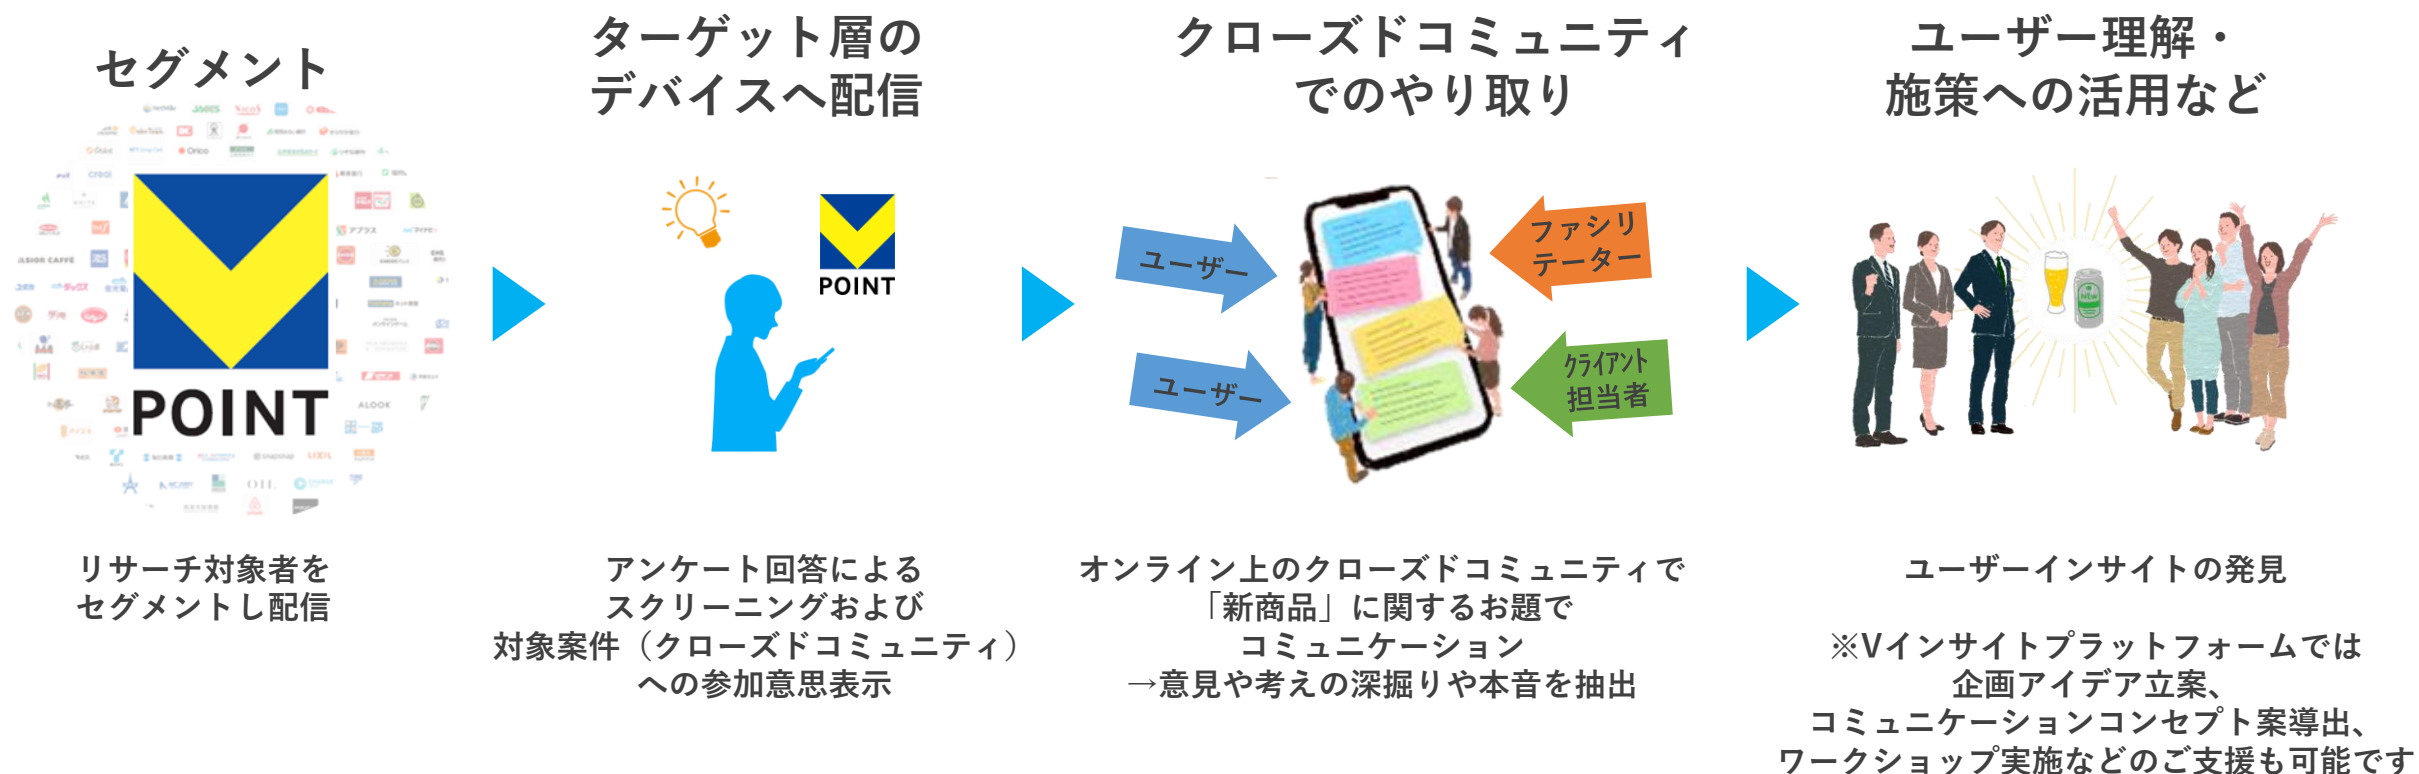 セグメント
POINT
リサーチ対象者を
セグメントし配信
ターゲット層の
デバイスへ配信
POINT
アンケート回答による
スクリーニングおよび
対象案件（クローズドコミュニティ）
への参加意思表示
クローズドコミュニティ
でのやり取り
ユーザー
ユーザー
ファシリ
テーター
クライアント
担当者
オンライン上のクローズドコミュニティで
「新商品」に関するお題で
コミュニケーション
→意見や考えの深掘りや本音を抽出
ユーザー理解・
施策への活用など
NEW
ユーザーインサイトの発見
※Vインサイトプラットフォームでは
企画アイデア立案、
コミュニケーションコンセプト案導出、
ワークショップ実施などのご支援も可能です
Orico
アプラス
ALOOK
snapsnap
LIXIL
OIL